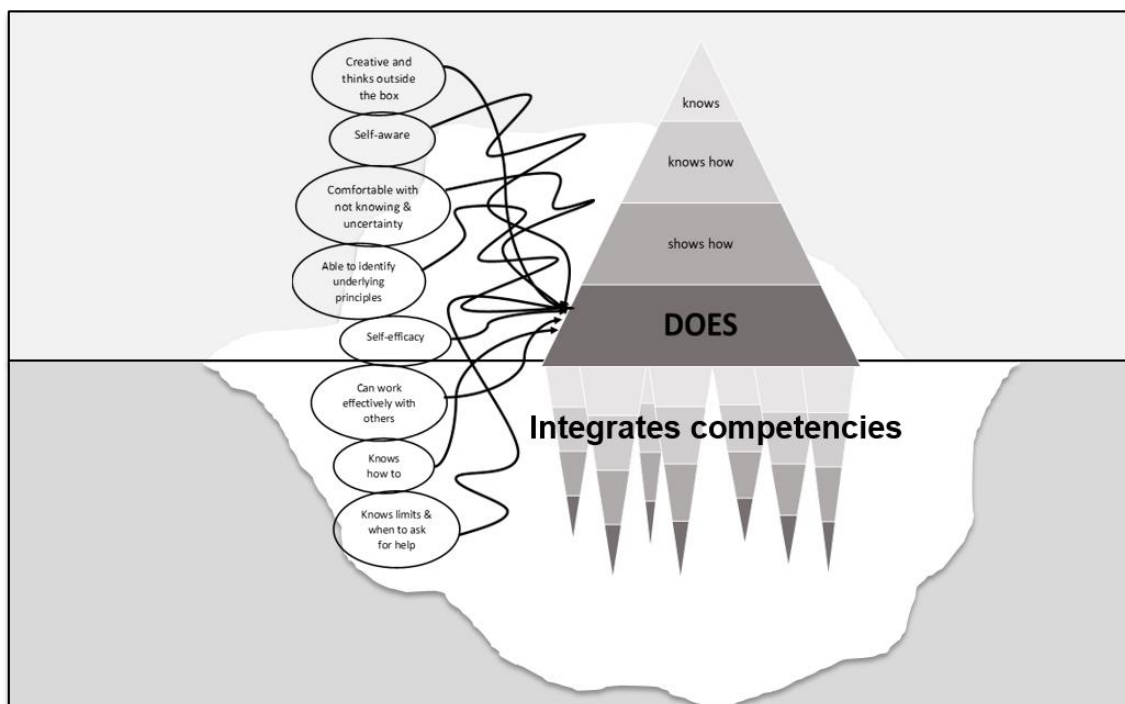 Creative and
thinks outside
the box
Self-aware
Comfortable with
not knowing &
uncertainty
Able to identify
underlying
principles
Self-efficacy
Can work
effectively with
others
Knows
how to
Knows limits &
when to ask
for help
knows
knows how
shows how
DOES
Integrates competencies